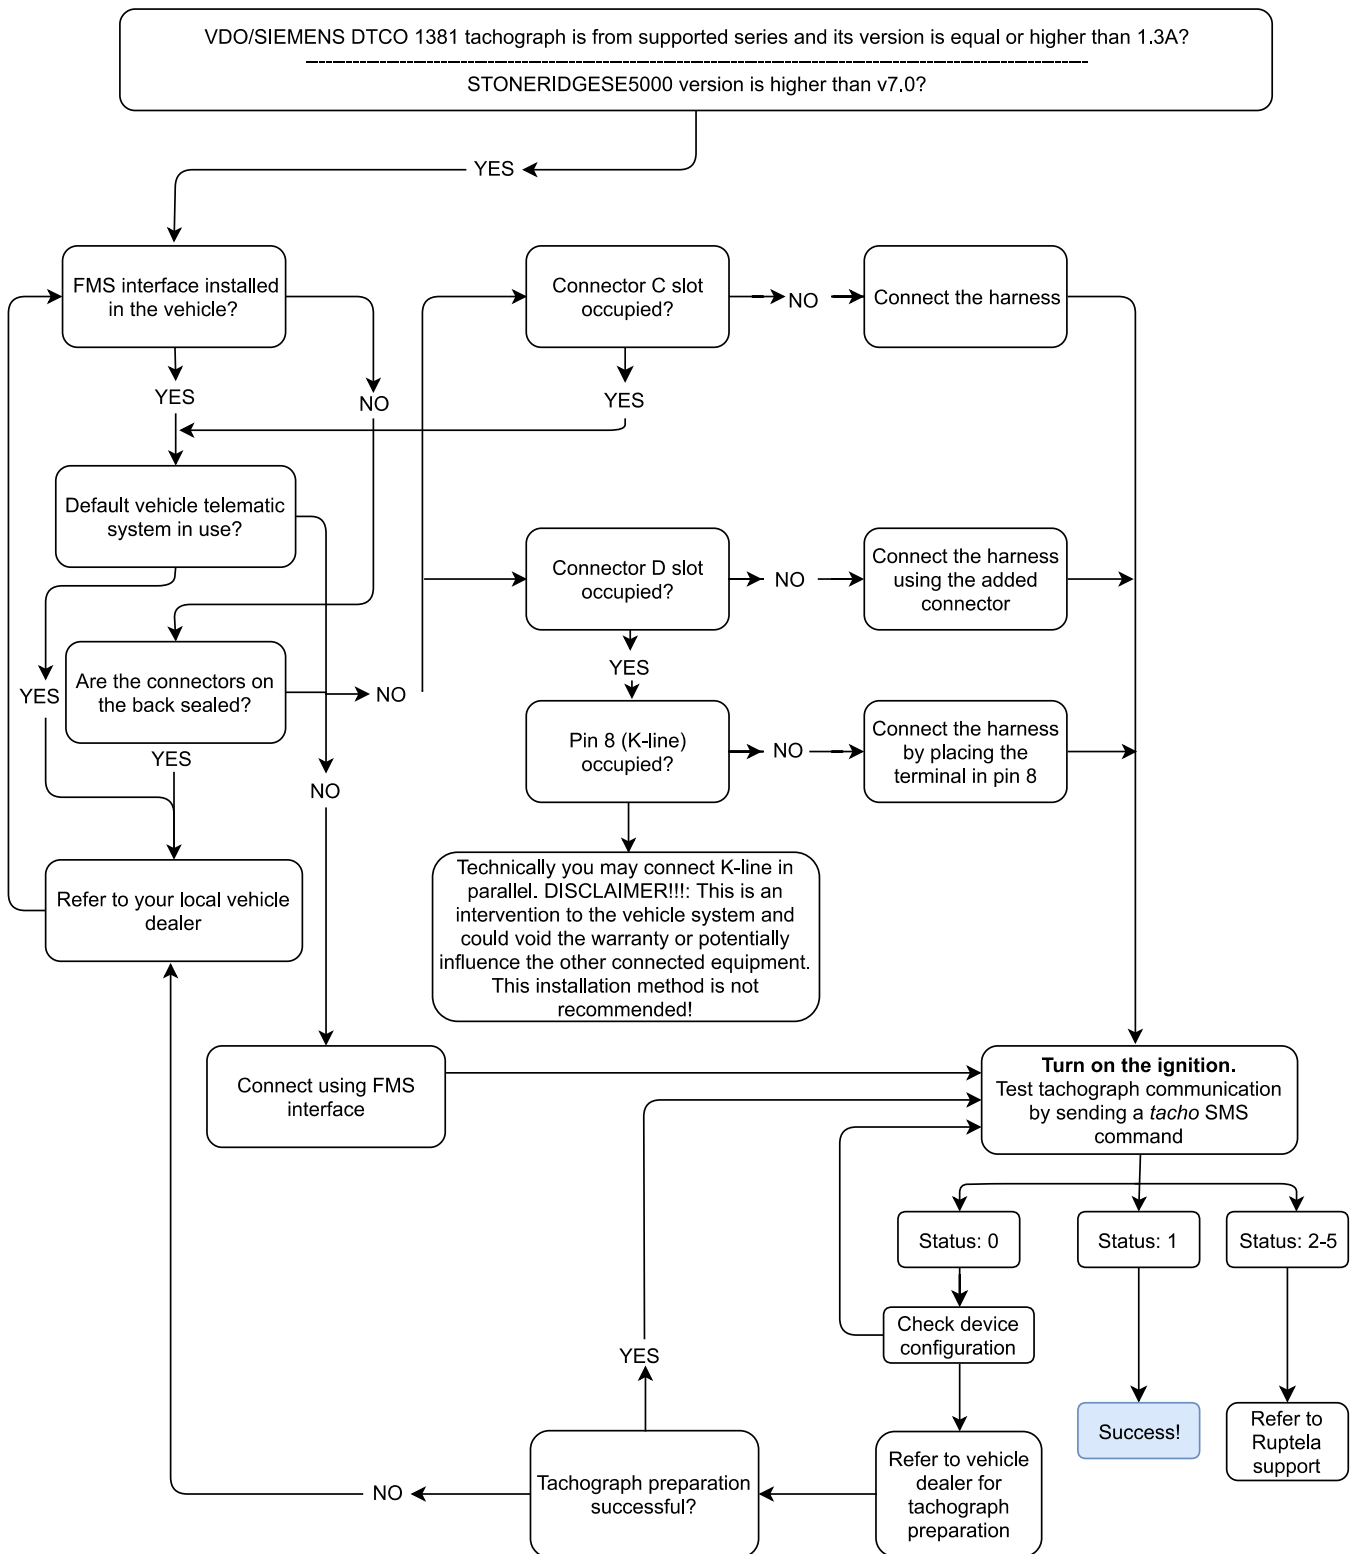 VDO/SIEMENS DTCO 1381 tachograph is from supported series and its version is equal or higher than 1.3A?
STONERIDGESE5000 version is higher than v7.0?
YES
FMS interface installed
in the vehicle?
Connector C slot
occupied?
NO
Connect the harness
YES
NO
YES
Default vehicle telematic
system in use?
Connector D slot
occupied?
NO
Connect the harness
using the added
connector
YES
YES
Are the connectors on
the back sealed?
NO
Pin 8 (K-line)
occupied?
NO
Connect the harness
by placing the
terminal in pin 8
YES
NO
Refer to your local vehicle
dealer
Technically you may connect K-line in
parallel. DISCLAIMER!!!: This is an
intervention to the vehicle system and
could void the warranty or potentially
influence the other connected equipment.
This installation method is not
recommended!
Connect using FMS
interface
Turn on the ignition.
Test tachograph communication
by sending a tacho SMS
command
Status: 0
Status: 1
Status: 2-5
Check device
configuration
YES
Success!
Refer to
Ruptela
support
Refer to vehicle
dealer for
tachograph
preparation
Tachograph preparation
successful?
NO